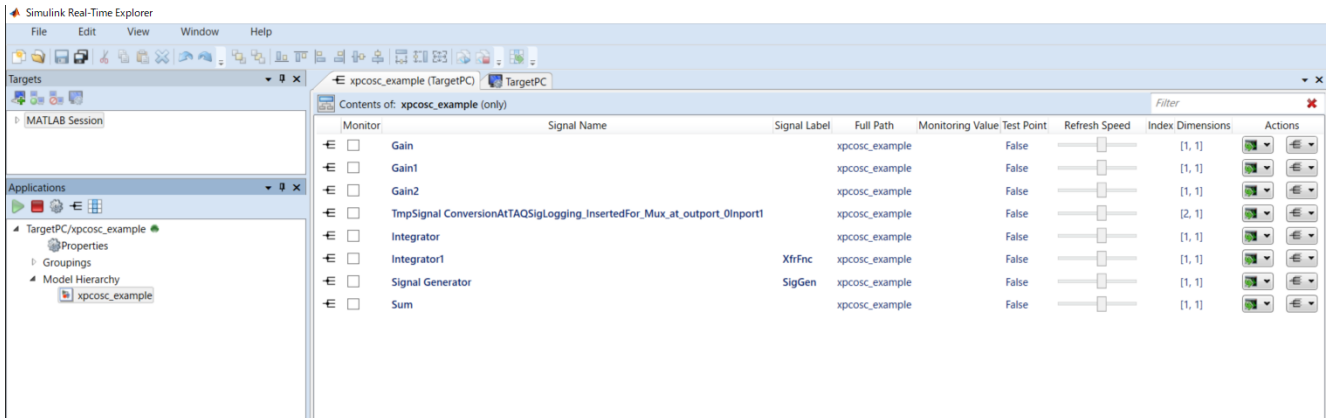 Simulink Real-Time Explorer
File Edit View Window Help
Targets
MATLAB Session
Applications
TargetPC/xpcosc_example
Properties
Groupings
Model Hierarchy
xpcosc_example
xpcosc_example (TargetPC) TargetPC
Contents of: xpcosc_example (only) Filter
Monitor Signal Name Signal Label Full Path Monitoring Value Test Point Refresh Speed Index Dimensions Actions
Gain xpcosc_example False [1, 1]
Gain1 xpcosc_example False [1, 1]
Gain2 xpcosc_example False [1, 1]
TmpSignal ConversionAtTAQSigLogging_InsertedFor_Mux_at_outport_0Inport1 xpcosc_example False [2, 1]
Integrator xpcosc_example False [1, 1]
Integrator1 XfrFnc xpcosc_example False [1, 1]
Signal Generator SigGen xpcosc_example False [1, 1]
Sum xpcosc_example False [1, 1]